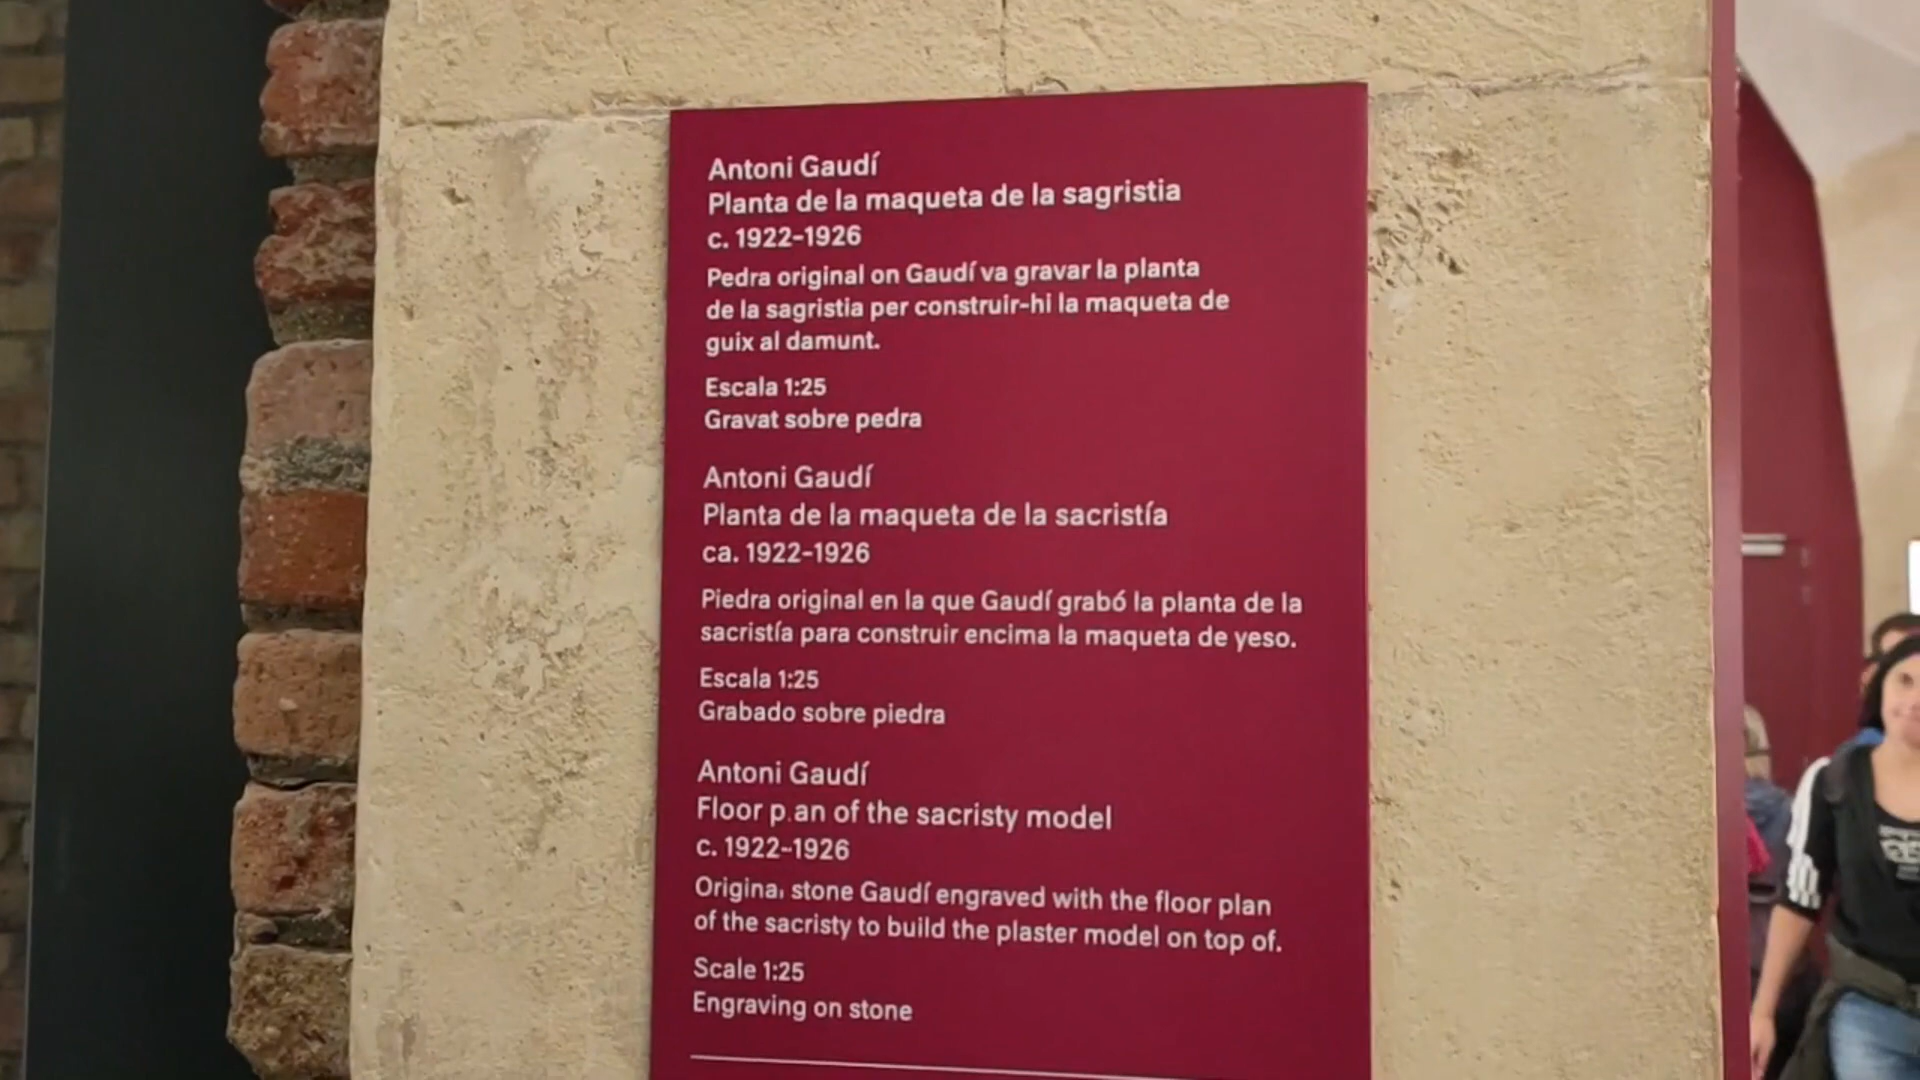 Antoni Gaudí
Planta de la maqueta de la sagristia
c. 1922-1926
Pedra original on Gaudí va gravar la planta
de la sagristia per construir-hi la maqueta de
guix al damunt.
Escala 1:25
Gravat sobre pedra
Antoni Gaudí
Planta de la maqueta de la sacristía
ca. 1922-1926
Piedra original en la que Gaudí grabó la planta de la
sacristía para construir encima la maqueta de yeso.
Escala 1:25
Grabado sobre piedra
Antoni Gaudí
Floor plan of the sacristy model
c. 1922-1926
Original stone Gaudí engraved with the floor plan
of the sacristy to build the plaster model on top of.
Scale 1:25
Engraving on stone